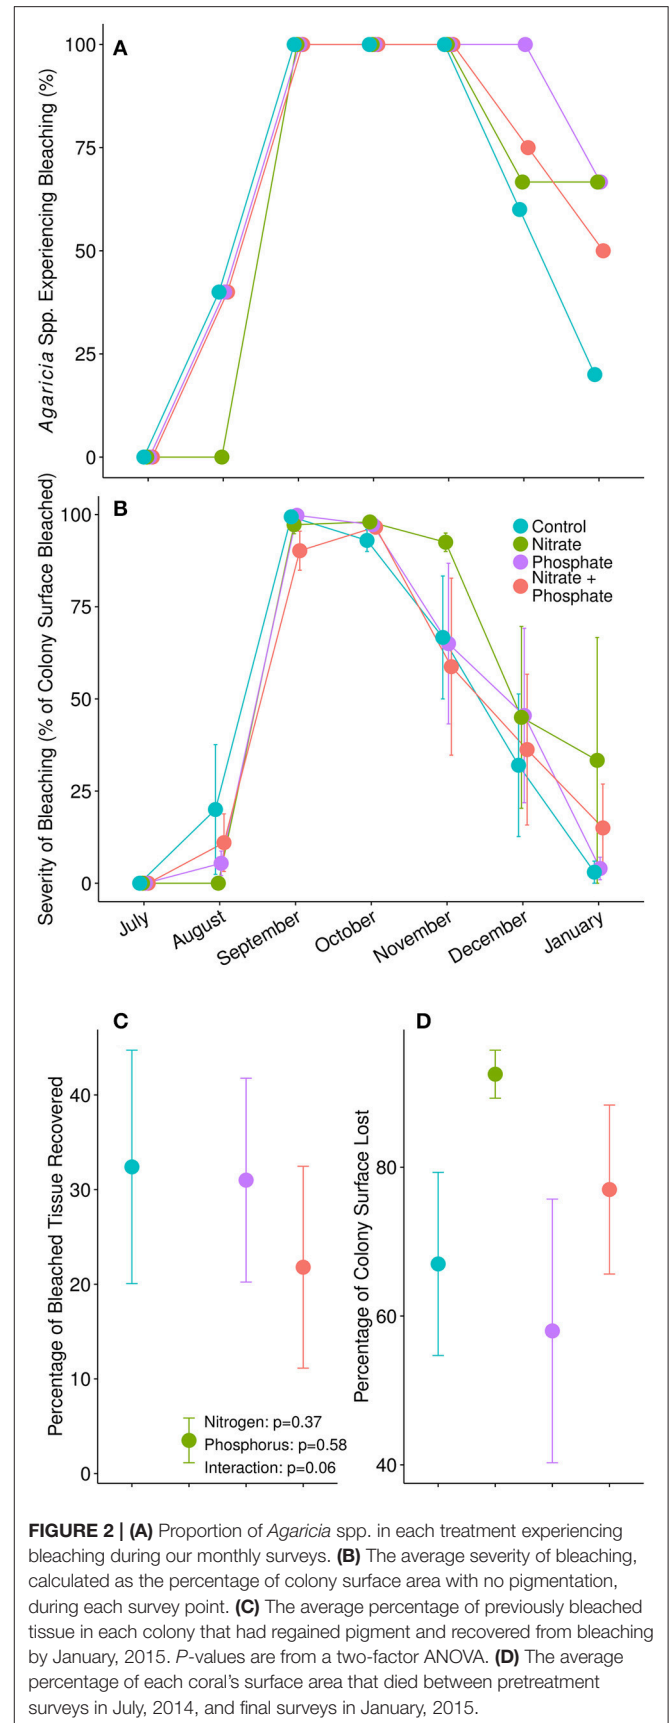 A
Agaricia Spp. Experiencing Bleaching (%)
100
75
50
25
0
B
Severity of Bleaching (% of Colony Surface Bleached)
100
75
50
25
0
Control
Nitrate
Phosphate
Nitrate +
Phosphate
July
August
September
October
November
December
January
C
Percentage of Bleached Tissue Recovered
40
30
20
10
0
Nitrogen: p=0.37
Phosphorus: p=0.58
Interaction: p=0.06
D
Percentage of Colony Surface Lost
80
60
40
FIGURE 2 | (A) Proportion of Agaricia spp. in each treatment experiencing
bleaching during our monthly surveys. (B) The average severity of bleaching,
calculated as the percentage of colony surface area with no pigmentation,
during each survey point. (C) The average percentage of previously bleached
tissue in each colony that had regained pigment and recovered from bleaching
by January, 2015. P-values are from a two-factor ANOVA. (D) The average
percentage of each coral's surface area that died between pretreatment
surveys in July, 2014, and final surveys in January, 2015.